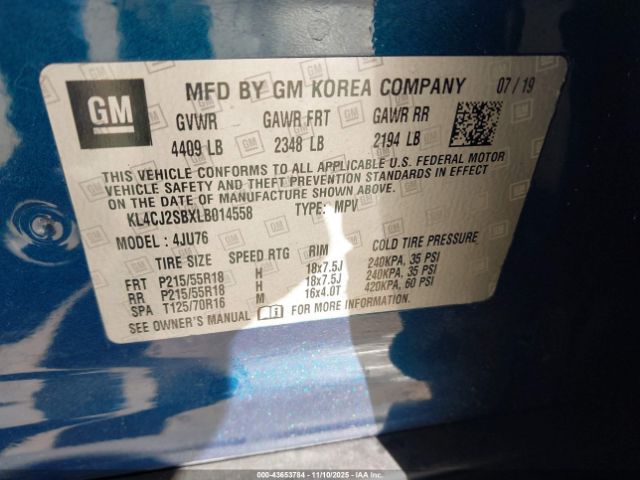 GM
MFD BY GM KOREA COMPANY 07 / 19
GVWR GAWR FRT GAWR RR
4409 LB 2348 LB 2194 LB
THIS VEHICLE CONFORMS TO ALL APPLICABLE U.S. FEDERAL MOTOR
VEHICLE SAFETY AND THEFT PREVENTION STANDARDS IN EFFECT
ON THE DATE OF MANUFACTURE SHOWN ABOVE.
KL4CJ2SBXLB014558 TYPE: MPV
MODEL : 4JU76
TIRE SIZE SPEED RTG RIM COLD TIRE PRESSURE
FRT P215/55R18 H 18x7.5J 240KPA, 35 PSI
RR P215/55R18 H 18x7.5J 240KPA, 35 PSI
SPA T125/70R16 M 16x4.0T 420KPA, 60 PSI
SEE OWNER'S MANUAL FOR MORE INFORMATION.
000-43653784 — 11/10/2025 — IAA Inc.